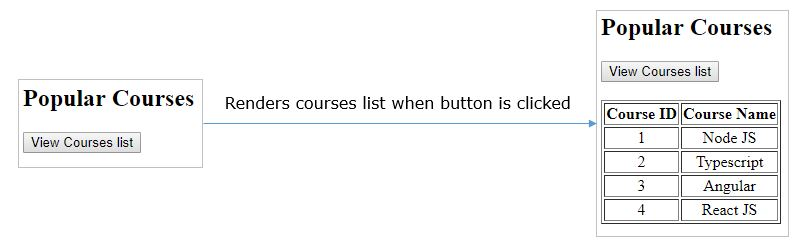 Popular Courses
View Courses list
Renders courses list when button is clicked
Popular Courses
View Courses list
Course ID Course Name
1 Node JS
2 Typescript
3 Angular
4 React JS